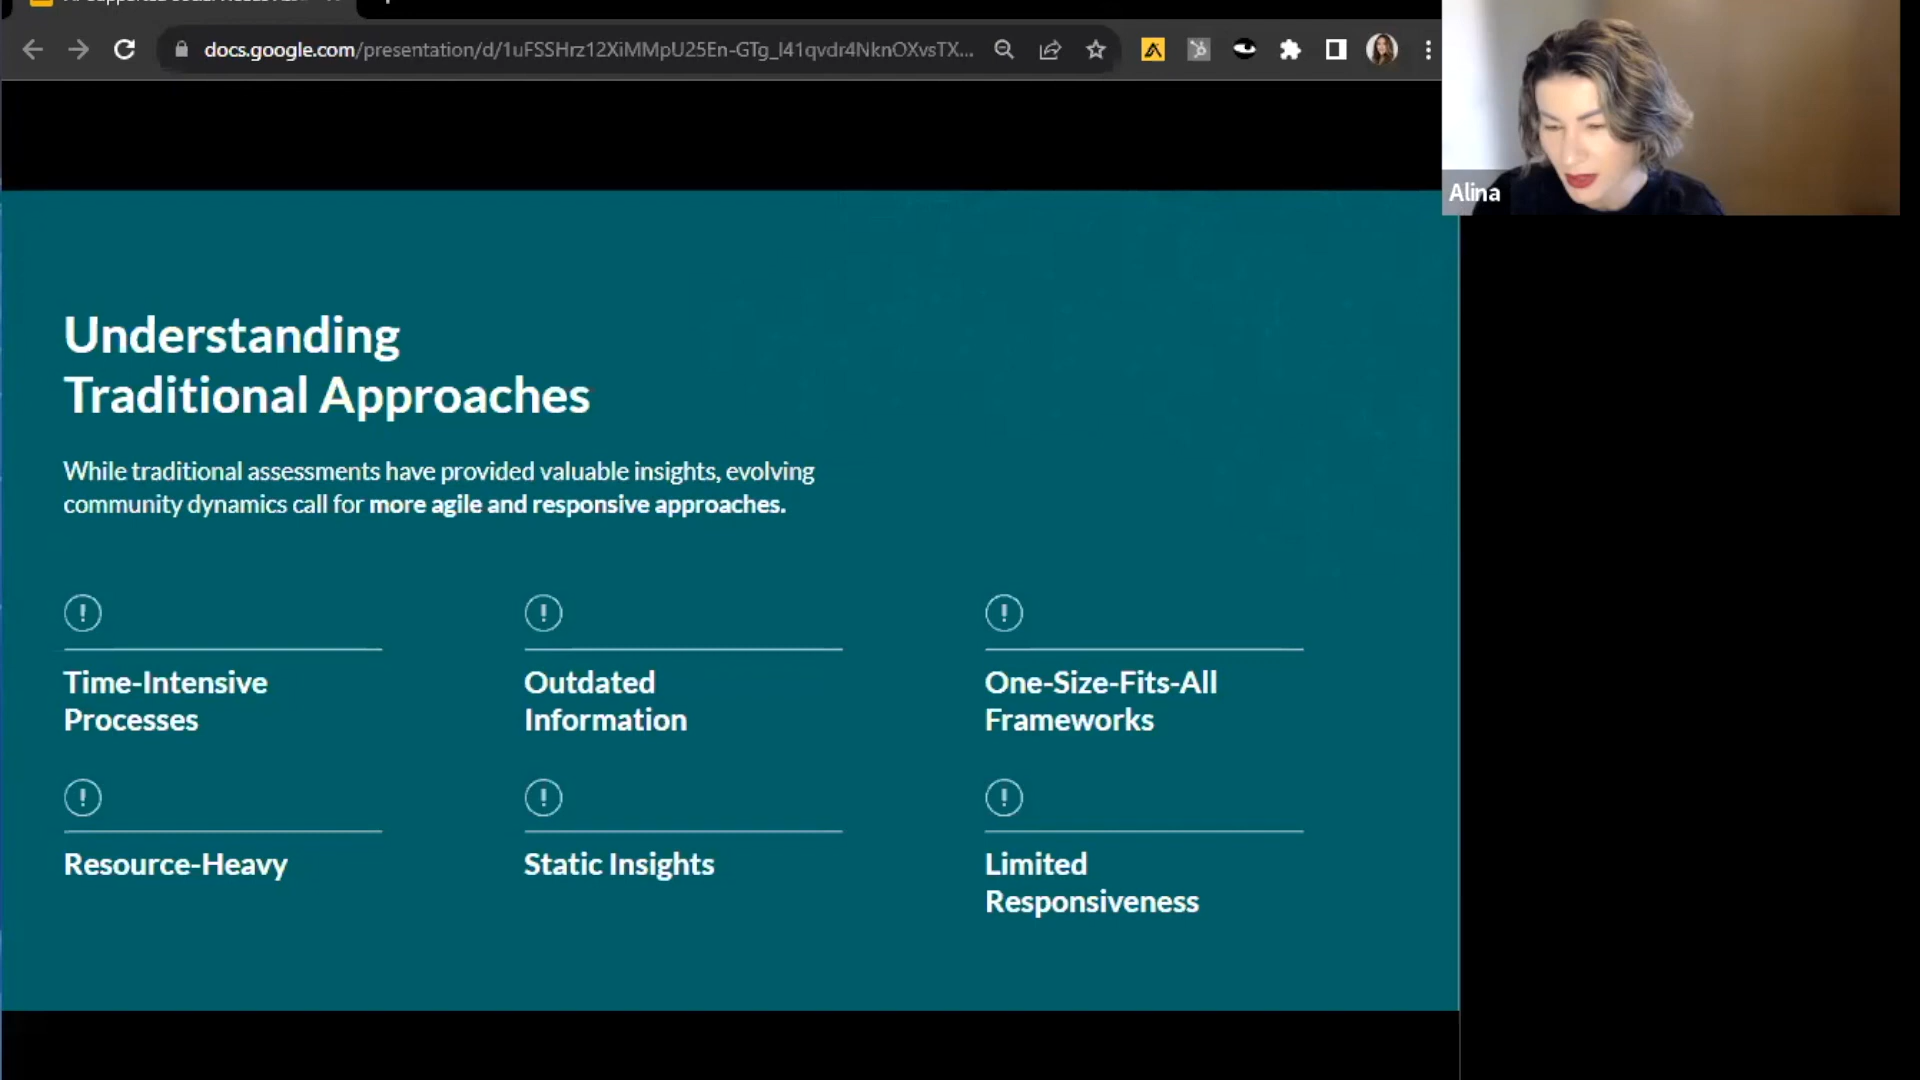 docs.google.com/presentation/d/1uFSSHrz12XiMMpU25En-GTg_l41qvdr4NknOXvsTX...
Alina
Understanding
Traditional Approaches
While traditional assessments have provided valuable insights, evolving
community dynamics call for more agile and responsive approaches.
Time-Intensive
Processes
Outdated
Information
One-Size-Fits-All
Frameworks
Resource-Heavy
Static Insights
Limited
Responsiveness